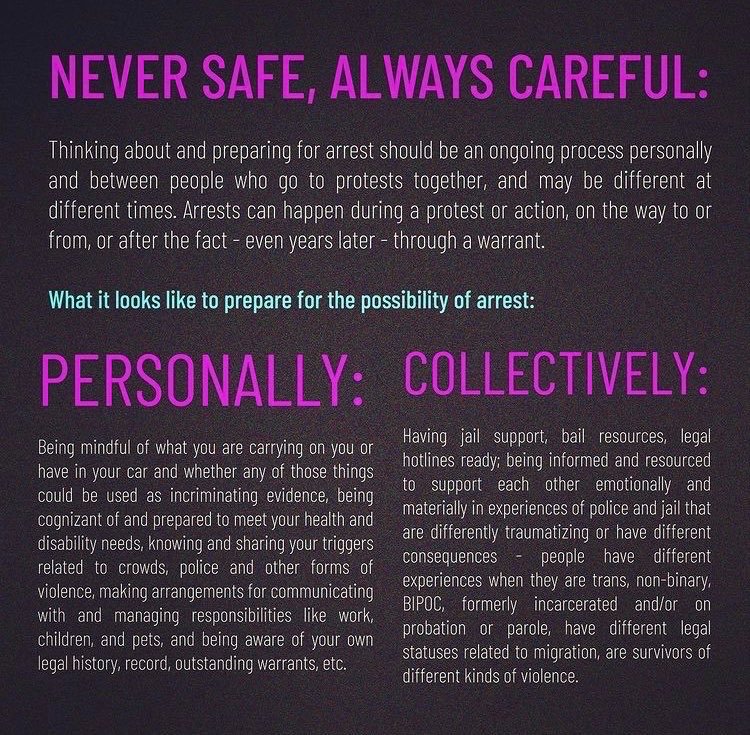 NEVER SAFE, ALWAYS CAREFUL:
Thinking about and preparing for arrest should be an ongoing process personally
and between people who go to protests together, and may be different at
different times. Arrests can happen during a protest or action, on the way to or
from, or after the fact - even years later - through a warrant.
What it looks like to prepare for the possibility of arrest:
PERSONALLY:
Being mindful of what you are carrying on you or
have in your car and whether any of those things
could be used as incriminating evidence, being
cognizant of and prepared to meet your health and
disability needs, knowing and sharing your triggers
related to crowds, police and other forms of
violence, making arrangements for communicating
with and managing responsibilities like work,
children, and pets, and being aware of your own
legal history, record, outstanding warrants, etc.
COLLECTIVELY:
Having jail support, bail resources, legal
hotlines ready; being informed and resourced
to support each other emotionally and
materially in experiences of police and jail that
are differently traumatizing or have different
consequences - people have different
experiences when they are trans, non-binary,
BIPOC, formerly incarcerated and/or on
probation or parole, have different legal
statuses related to migration, are survivors of
different kinds of violence.